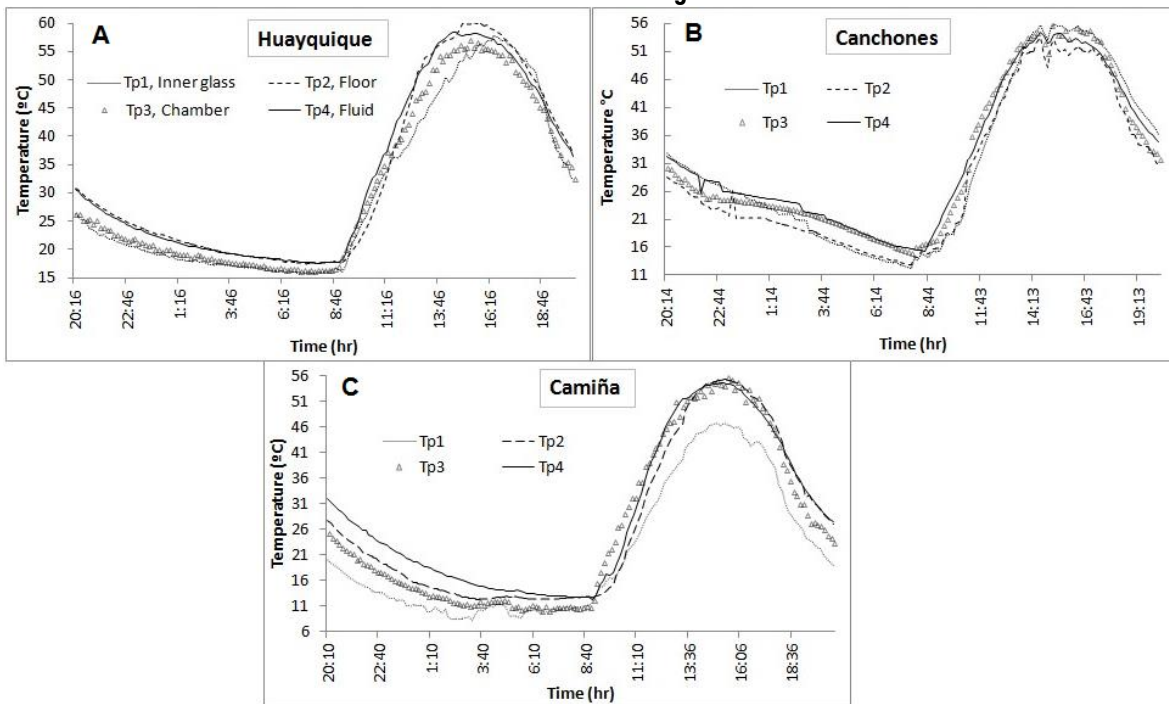 g
A
Huayquique
Tp1, Inner glass
Tp2, Floor
Tp3, Chamber
Tp4, Fluid
Temperature (ºC)
60
55
50
45
40
35
30
25
20
15
20:16
22:46
1:16
3:46
6:16
8:46
11:16
13:46
16:16
18:46
Time (hr)
B
Canchones
Tp1
Tp2
Tp3
Tp4
Temperature °C
56
51
46
41
36
31
26
21
16
11
20:14
22:44
1:14
3:44
6:14
8:44
11:43
14:13
16:43
19:13
Time (hr)
C
Camiña
Tp1
Tp2
Tp3
Tp4
Temperature (ºC)
56
51
46
41
36
31
26
21
16
11
6
20:10
22:40
1:10
3:40
6:10
8:40
11:10
13:36
16:06
18:36
Time (hr)